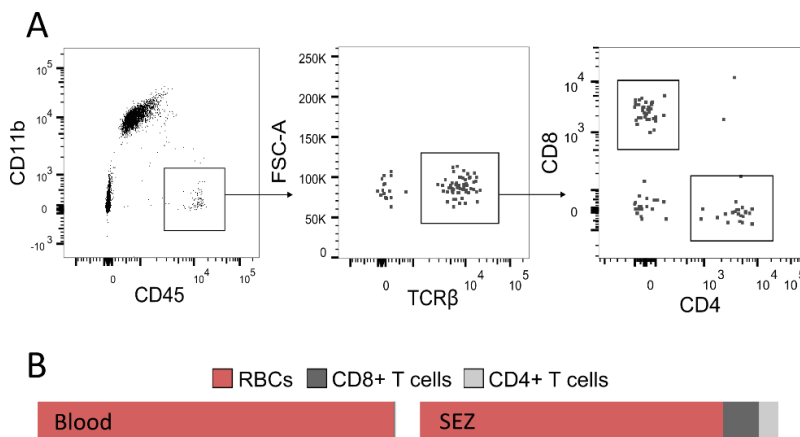 A
CD11b
10^5
10^4
10^3
0
-10^3
0
10^4
10^5
CD45
FSC-A
250K
200K
150K
100K
50K
0
0
10^4
10^5
TCRβ
CD8
10^4
10^3
0
0
10^3
10^4
10^5
CD4
B
RBCs CD8+ T cells CD4+ T cells
Blood SEZ